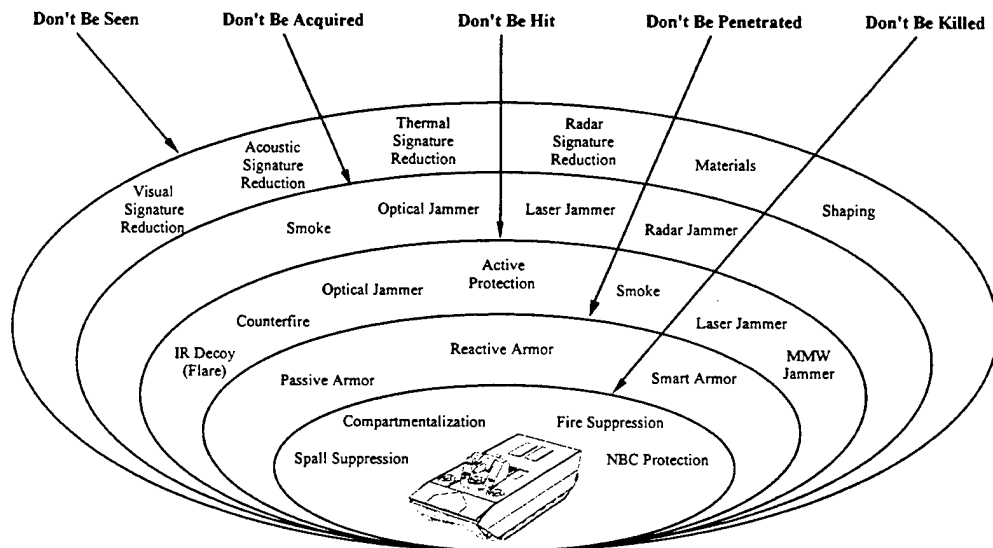 Don't Be Seen
Don't Be Acquired
Don't Be Hit
Don't Be Penetrated
Don't Be Killed
Visual
Signature
Reduction
Acoustic
Signature
Reduction
Thermal
Signature
Reduction
Radar
Signature
Reduction
Materials
Shaping
Smoke
Optical Jammer
Laser Jammer
Radar Jammer
IR Decoy
(Flare)
Counterfire
Optical Jammer
Active
Protection
Smoke
Laser Jammer
MMW
Jammer
Passive Armor
Reactive Armor
Smart Armor
Spall Suppression
Compartmentalization
Fire Suppression
NBC Protection